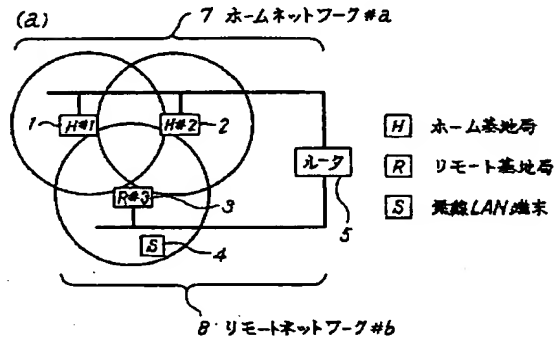 (a)
7 ホームネットワーク#a
1
H#1
H#2
2
H ホーム基地局
ルータ
R リモート基地局
R#3
3
5
S 無線LAN端末
4
S
8 リモートネットワーク#b